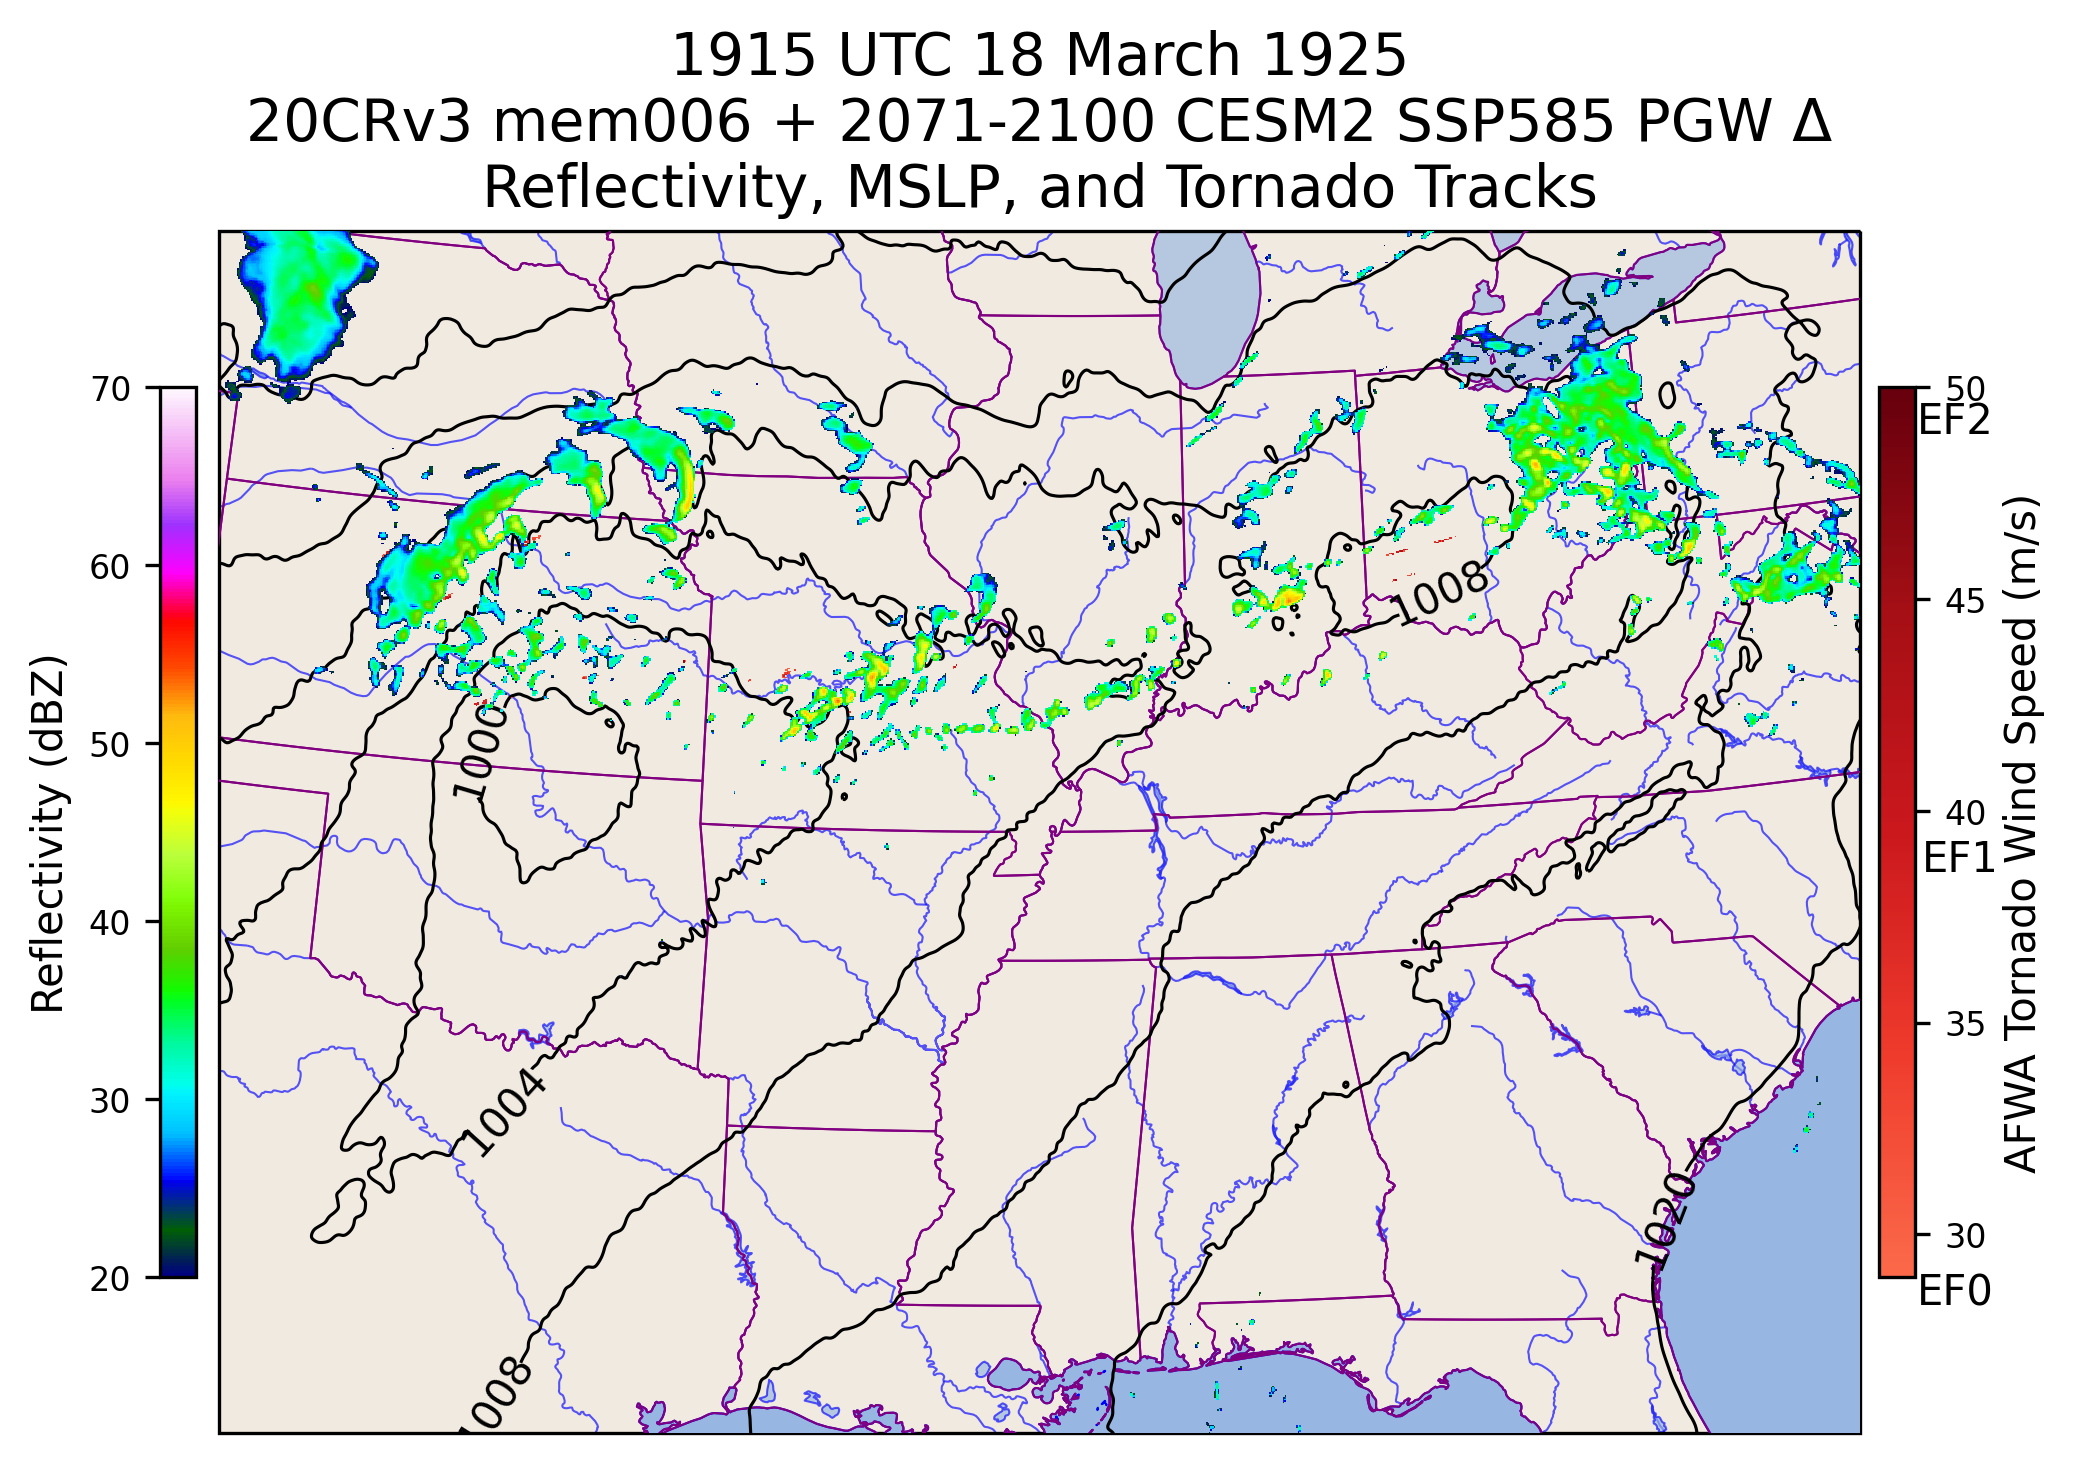 1915 UTC 18 March 1925
20CRv3 mem006 + 2071-2100 CESM2 SSP585 PGW Δ
Reflectivity, MSLP, and Tornado Tracks
70
60
50
40
30
20
Reflectivity (dBZ)
1008
1000
1004
1020
1008
50
EF2
45
40
EF1
35
30
EF0
AFWA Tornado Wind Speed (m/s)